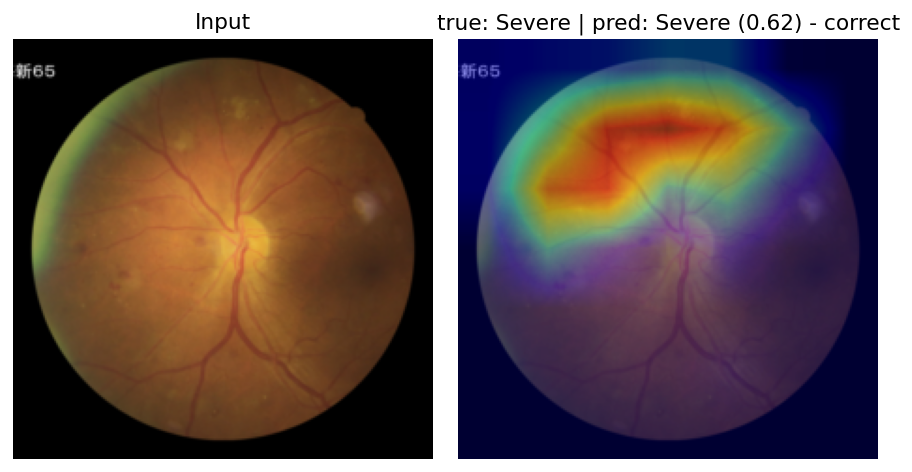 Input
true: Severe | pred: Severe (0.62) - correct
新65
新65